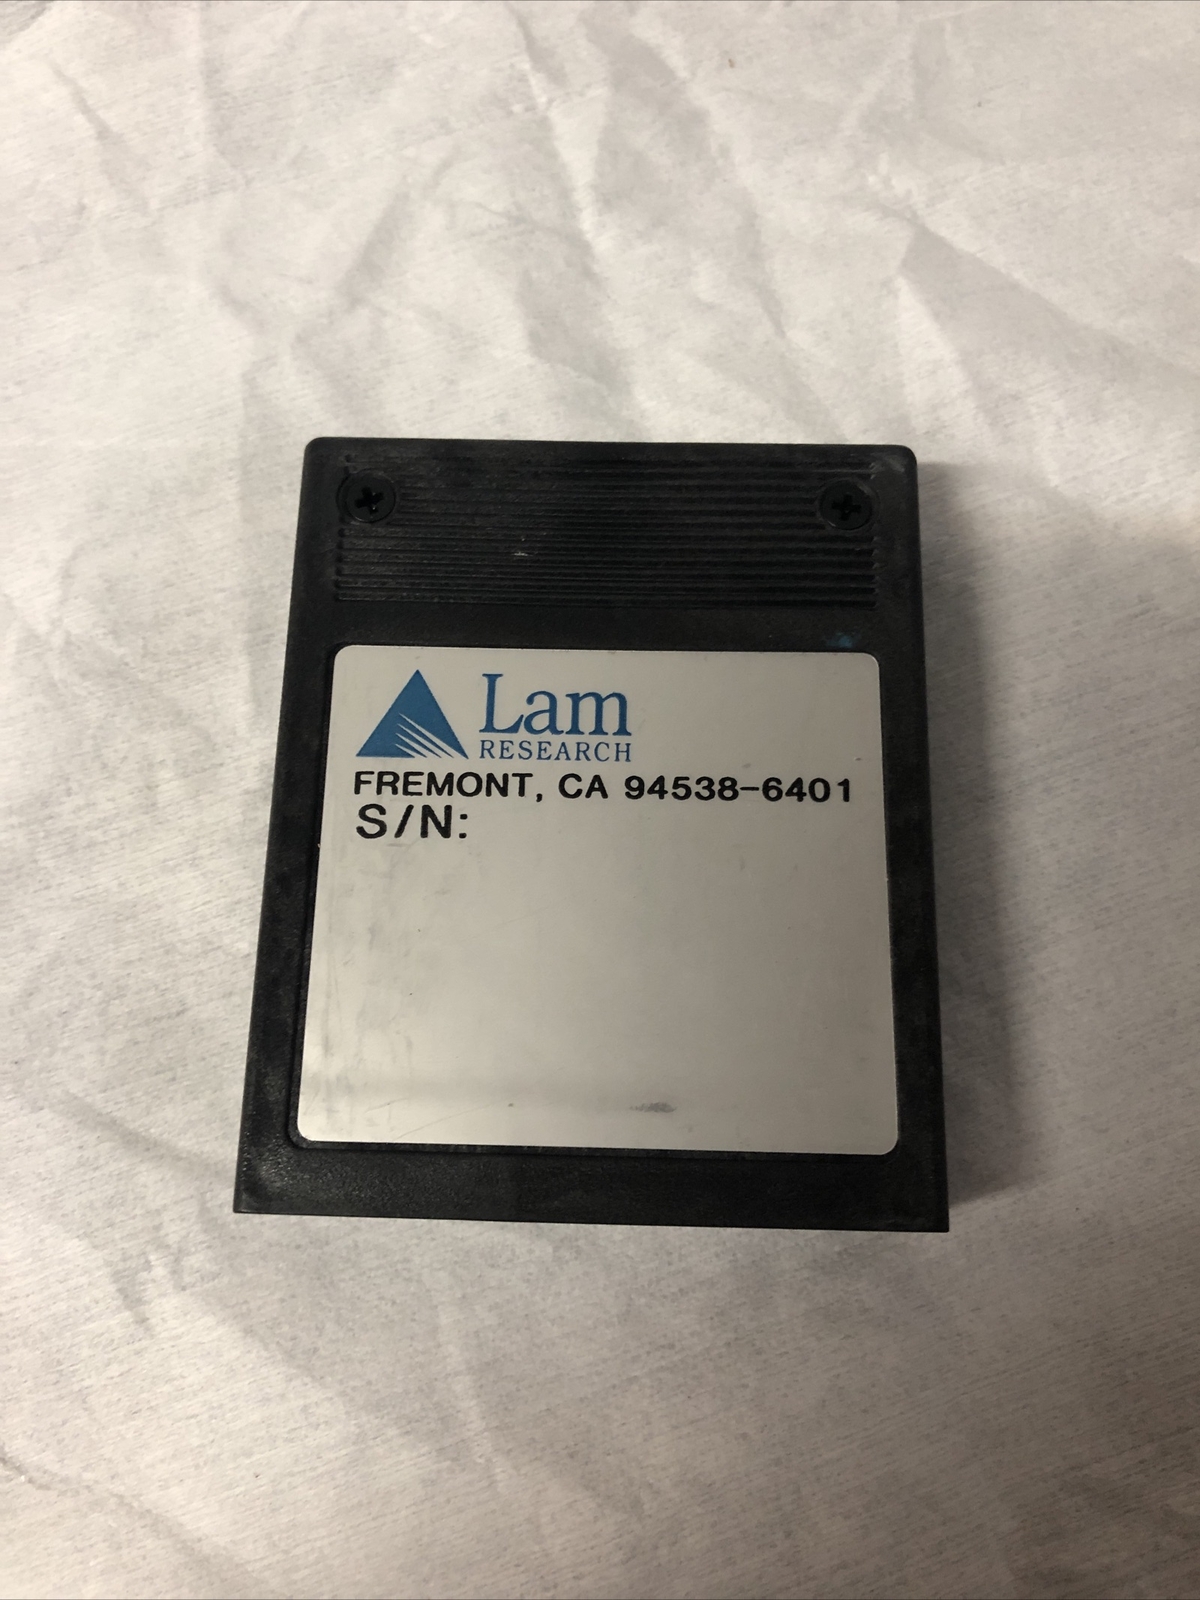 Lam
RESEARCH
FREMONT, CA 94538-6401
S/N: